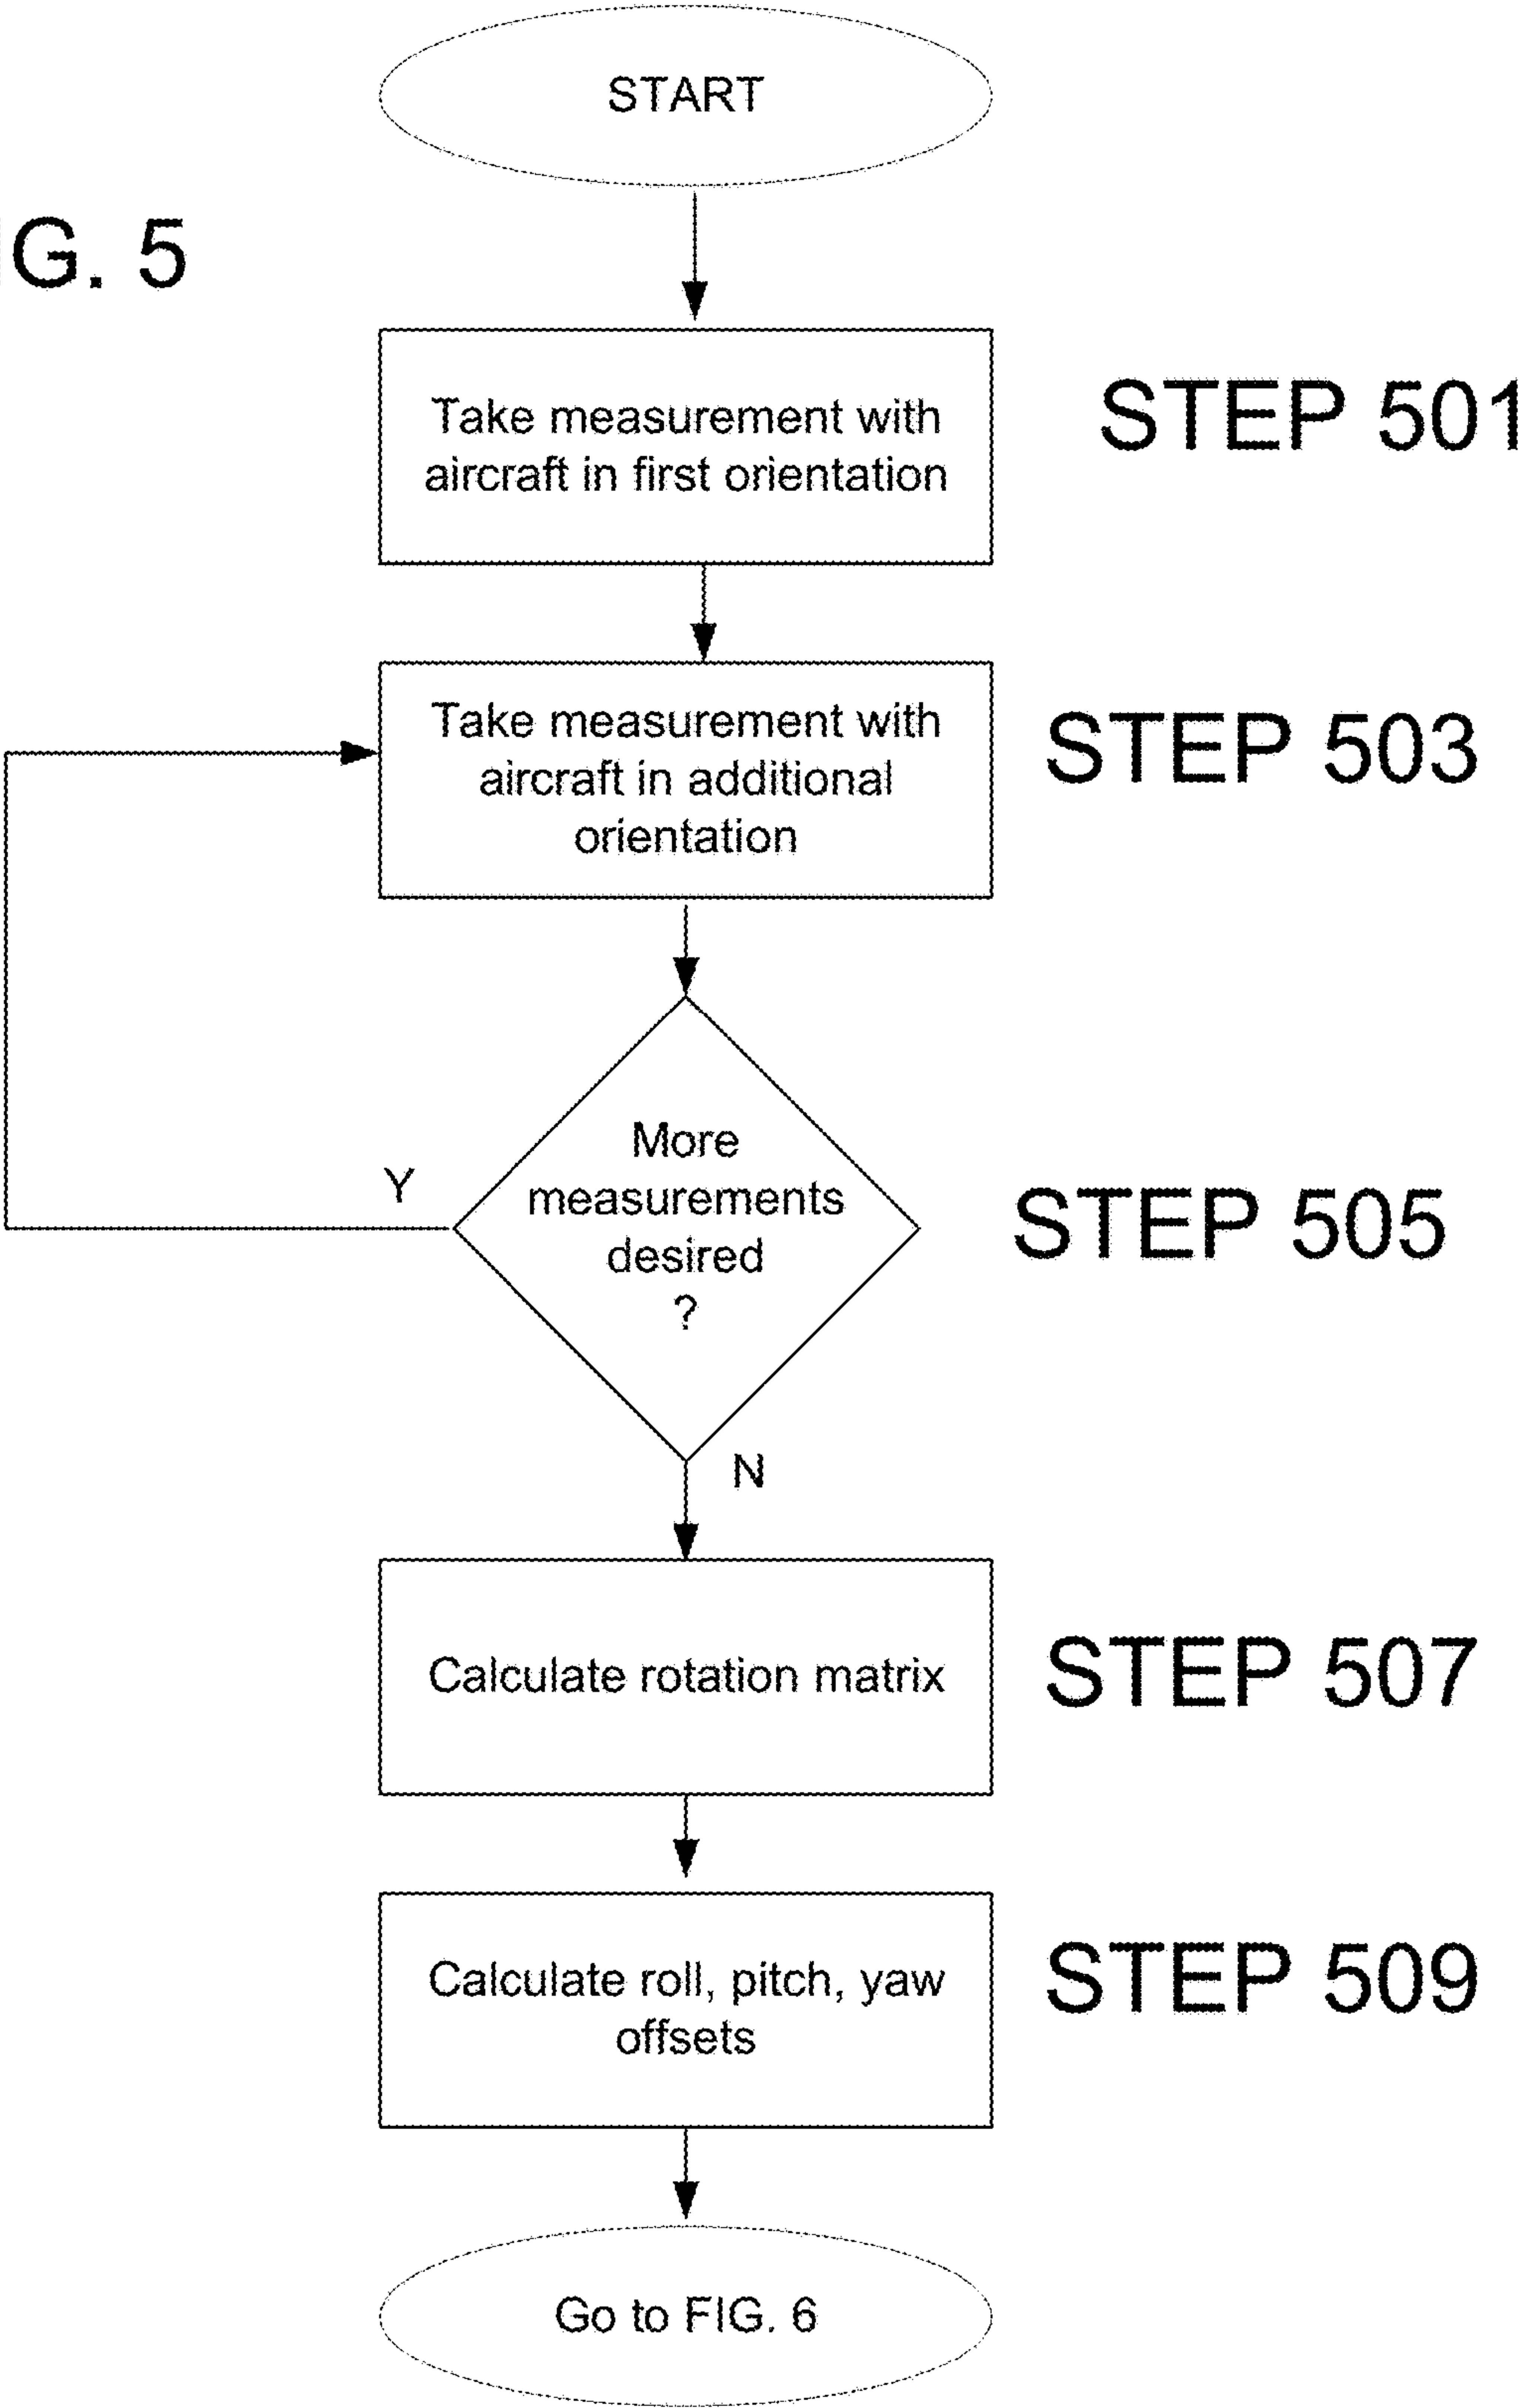 START
G. 5
Take measurement with
aircraft in first orientation
STEP 501
Take measurement with
aircraft in additional
orientation
STEP 503
More
measurements
desired
?
Y
STEP 505
N
Calculate rotation matrix
STEP 507
Calculate roll, pitch, yaw
offsets
STEP 509
Go to FIG. 6